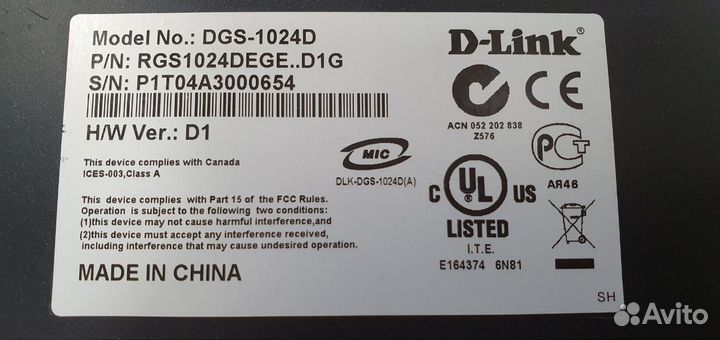 Model No.: DGS-1024D
P/N: RGS1024DEGE..D1G
S/N: P1T04A3000654
H/W Ver.: D1
This device complies with Canada
ICES-003,Class A
This device complies with Part 15 of the FCC Rules.
Operation is subject to the following two conditions:
(1)this device may not cause harmful interference,and
(2)this device must accept any interference received,
including interference that may cause undesired operation.
MADE IN CHINA
MIC
DLK-DGS-1024D(A)
D-Link
CE
ACN 052 202 838
Z576
РСТ
АЯ46
C UL US
LISTED
I.T.E.
E164374 6N81
SH
Avito